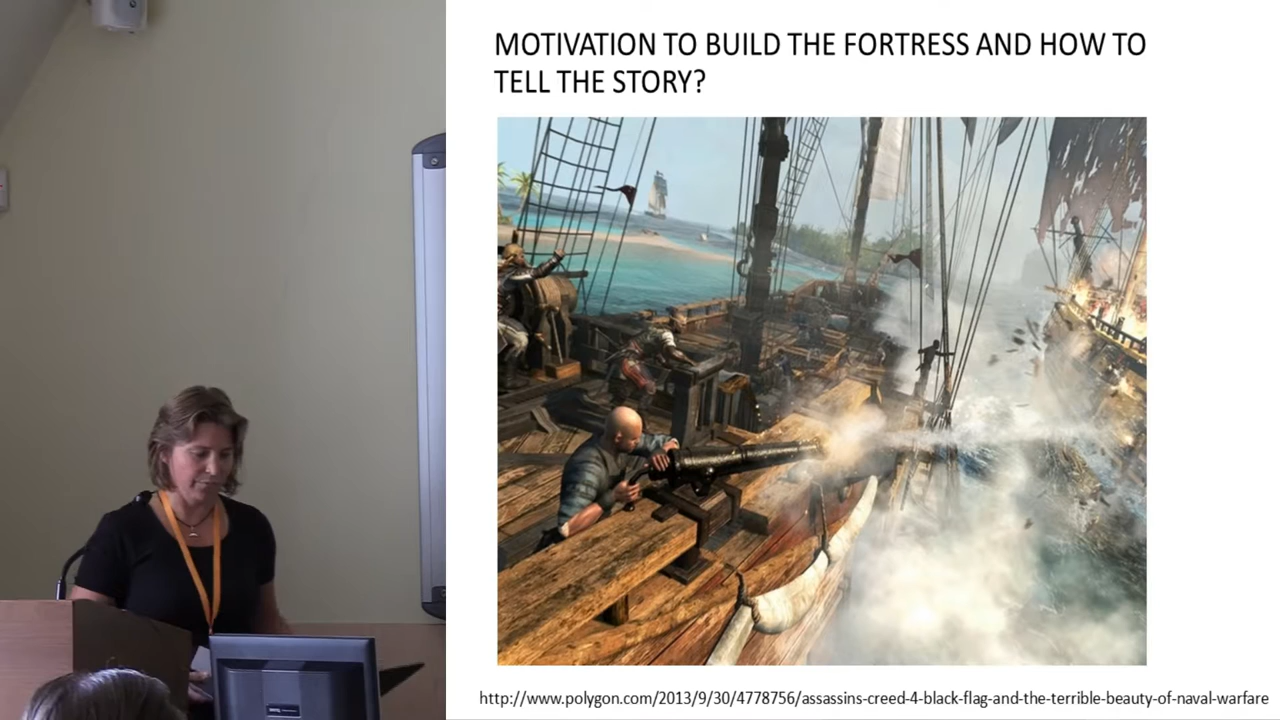 MOTIVATION TO BUILD THE FORTRESS AND HOW TO
TELL THE STORY?
http://www.polygon.com/2013/9/30/4778756/assassins-creed-4-black-flag-and-the-terrible-beauty-of-naval-warfare